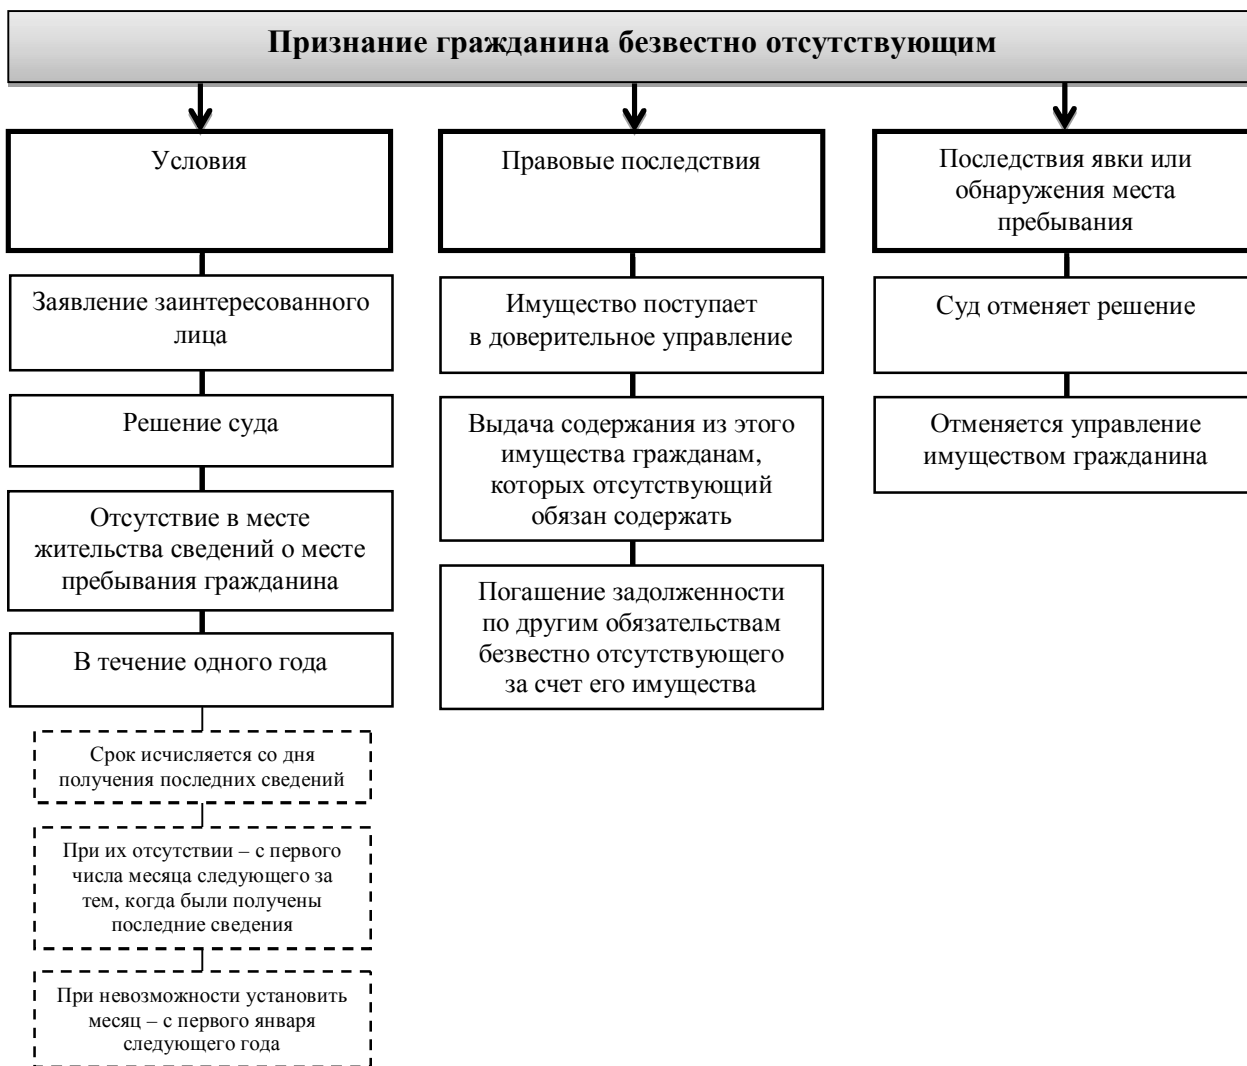 Признание гражданина безвестно отсутствующим
Условия
Заявление заинтересованного
лица
Решение суда
Отсутствие в месте
жительства сведений о месте
пребывания гражданина
В течение одного года
Срок исчисляется со дня
получения последних сведений
При их отсутствии – с первого
числа месяца следующего за
тем, когда были получены
последние сведения
При невозможности установить
месяц – с первого января
следующего года
Правовые последствия
Имущество поступает
в доверительное управление
Выдача содержания из этого
имущества гражданам,
которых отсутствующий
обязан содержать
Погашение задолженности
по другим обязательствам
безвестно отсутствующего
за счет его имущества
Последствия явки или
обнаружения места
пребывания
Суд отменяет решение
Отменяется управление
имуществом гражданина